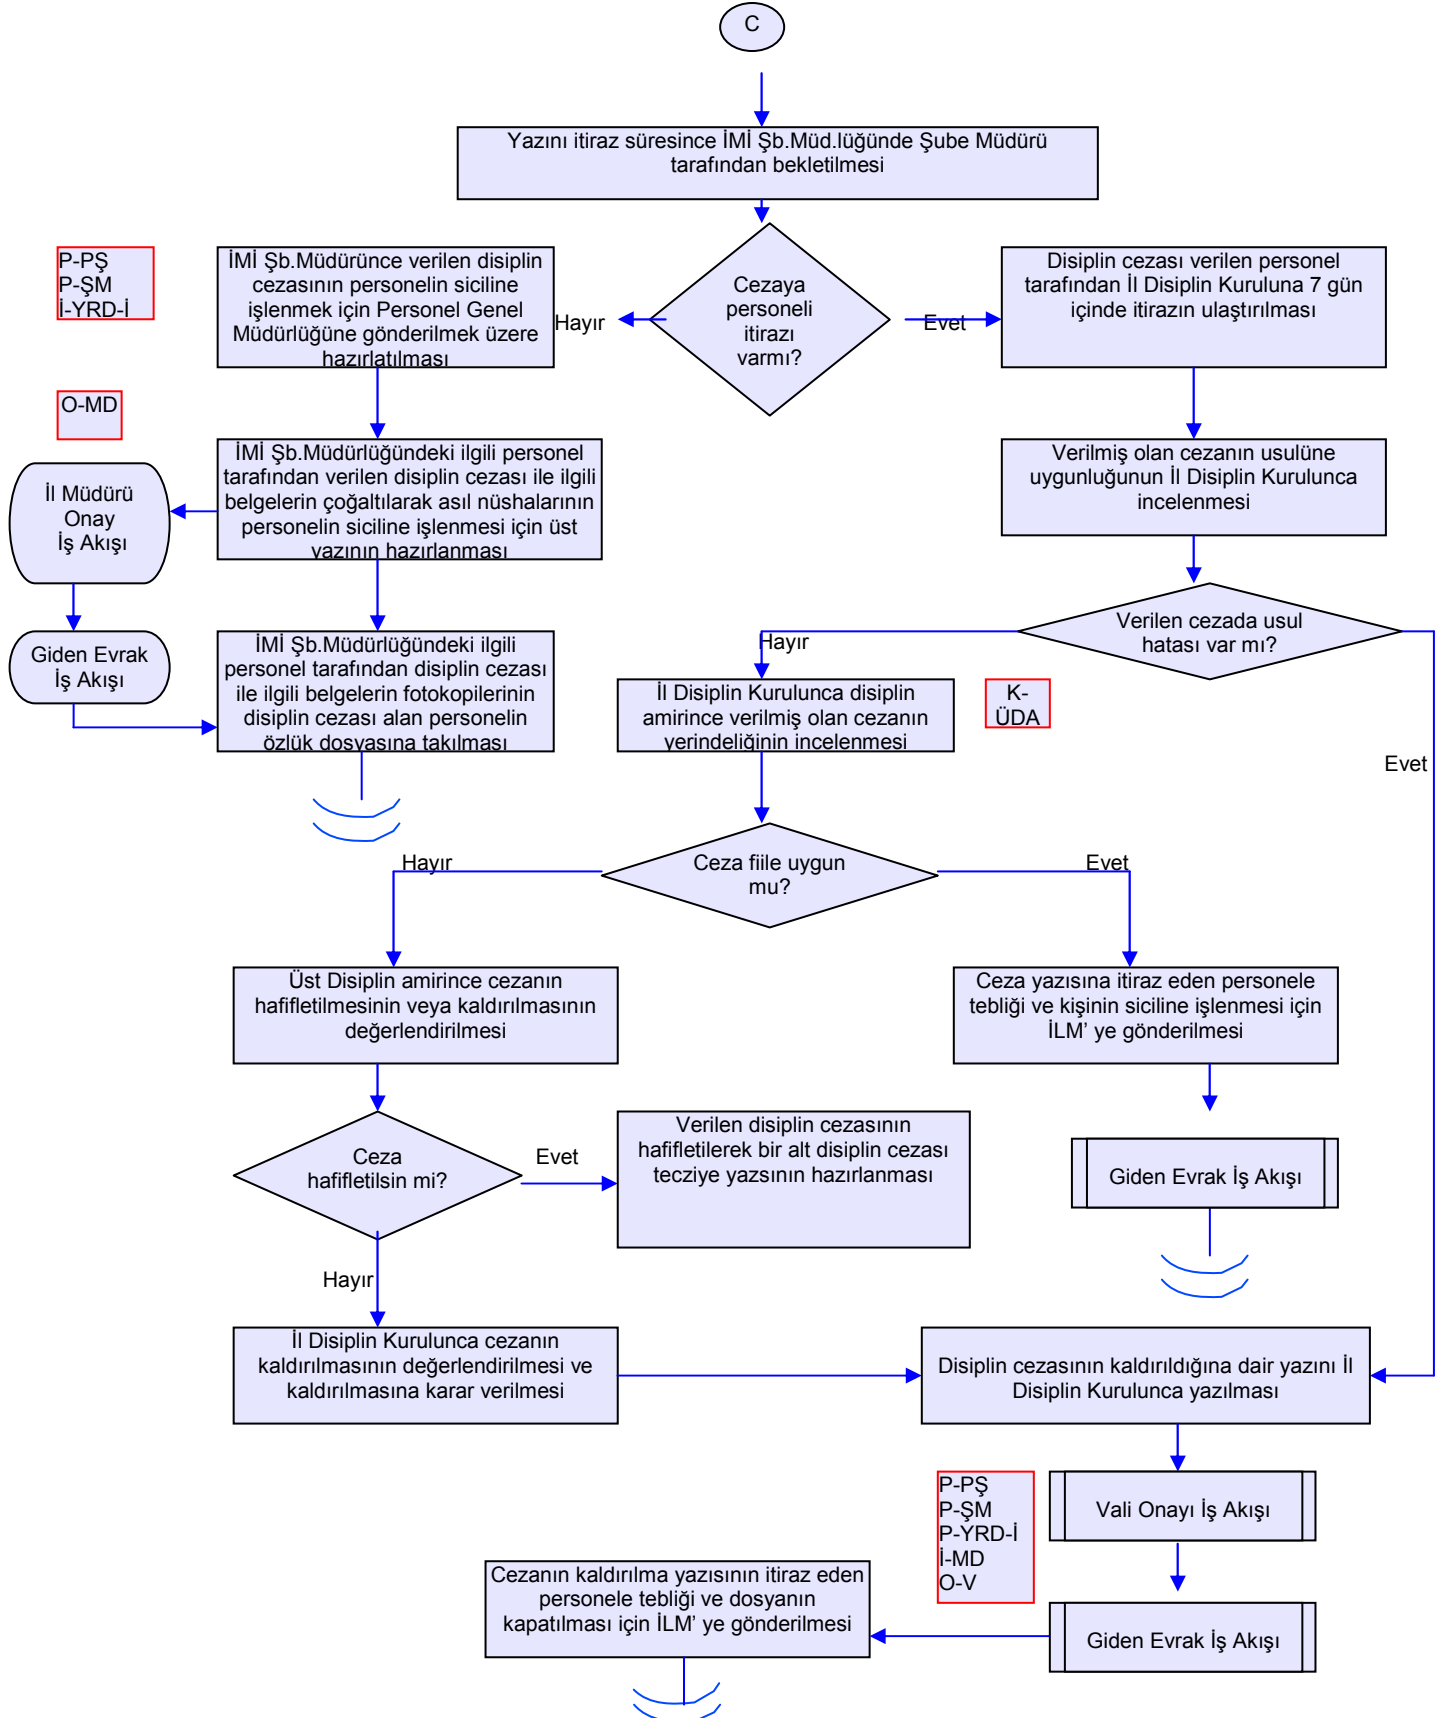 C
Yazını itiraz süresince İMİ Şb.Müd.lüğünde Şube Müdürü
tarafından bekletilmesi
P-PŞ
P-ŞM
İ-YRD-İ
İMİ Şb.Müdürünce verilen disiplin
cezasının personelin siciline
işlenmek için Personel Genel
Müdürlüğüne gönderilmek üzere
hazırlatılması
Hayır
Cezaya
personeli
itirazı
varmı?
Evet
Disiplin cezası verilen personel
tarafından İl Disiplin Kuruluna 7 gün
içinde itirazın ulaştırılması
O-MD
İl Müdürü
Onay
İş Akışı
İMİ Şb.Müdürlüğündeki ilgili personel
tarafından verilen disiplin cezası ile ilgili
belgelerin çoğaltılarak asıl nüshalarının
personelin siciline işlenmesi için üst
yazının hazırlanması
Verilmiş olan cezanın usulüne
uygunluğunun İl Disiplin Kurulunca
incelenmesi
Giden Evrak
İş Akışı
İMİ Şb.Müdürlüğündeki ilgili
personel tarafından disiplin cezası
ile ilgili belgelerin fotokopilerinin
disiplin cezası alan personelin
özlük dosyasına takılması
Verilen cezada usul
hatası var mı?
Hayır
İl Disiplin Kurulunca disiplin
amirince verilmiş olan cezanın
yerindeliğinin incelenmesi
K-
ÜDA
Evet
Hayır
Ceza fiile uygun
mu?
Evet
Üst Disiplin amirince cezanın
hafifletilmesinin veya kaldırılmasının
değerlendirilmesi
Ceza yazısına itiraz eden personele
tebliği ve kişinin siciline işlenmesi için
İLM’ ye gönderilmesi
Ceza
hafifletilsin mi?
Evet
Verilen disiplin cezasının
hafifletilerek bir alt disiplin cezası
tecziye yazsının hazırlanması
Giden Evrak İş Akışı
Hayır
İl Disiplin Kurulunca cezanın
kaldırılmasının değerlendirilmesi ve
kaldırılmasına karar verilmesi
Disiplin cezasının kaldırıldığına dair yazını İl
Disiplin Kurulunca yazılması
P-PŞ
P-ŞM
P-YRD-İ
İ-MD
O-V
Vali Onayı İş Akışı
Cezanın kaldırılma yazısının itiraz eden
personele tebliği ve dosyanın
kapatılması için İLM’ ye gönderilmesi
Giden Evrak İş Akışı